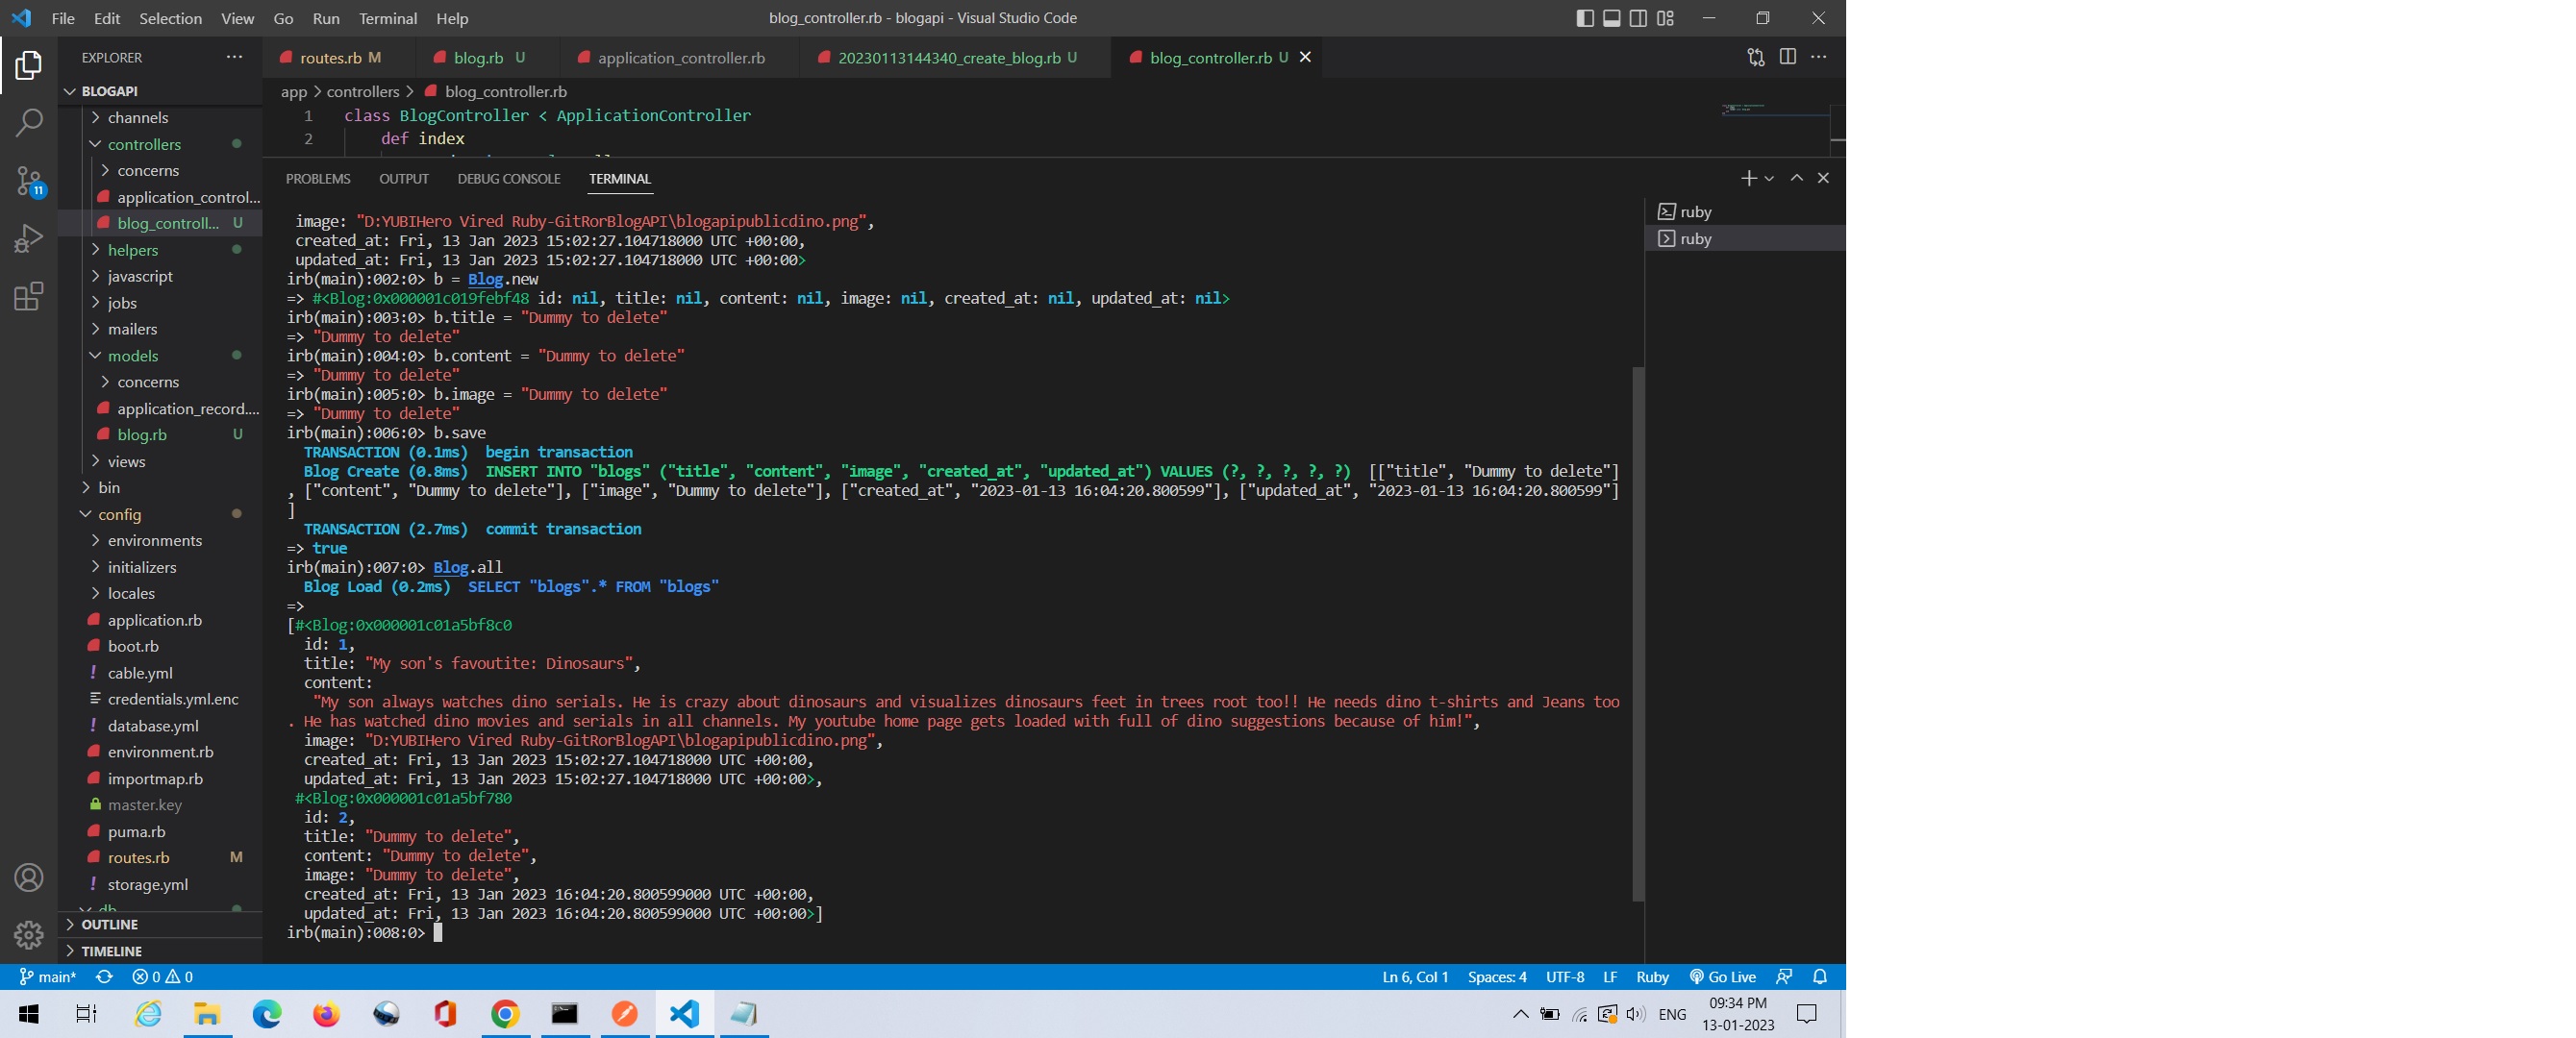 File Edit Selection View Go Run Terminal Help
blog_controller.rb - blogapi - Visual Studio Code
EXPLORER
routes.rb M
blog.rb U
application_controller.rb
20230113144340_create_blog.rb U
blog_controller.rb U
BLOGAPI
channels
controllers
concerns
application_control...
blog_controll... U
helpers
javascript
jobs
mailers
models
concerns
application_record....
blog.rb U
views
bin
config
environments
initializers
locales
application.rb
boot.rb
! cable.yml
credentials.yml.enc
! database.yml
environment.rb
importmap.rb
master.key
puma.rb
routes.rb M
! storage.yml
db
OUTLINE
TIMELINE
11
app > controllers > blog_controller.rb
1 class BlogController < ApplicationController
2 def index
PROBLEMS OUTPUT DEBUG CONSOLE TERMINAL
ruby
ruby
image: "D:YUBIHero Vired Ruby-GitRorBlogAPI\blogapipublicdino.png",
created_at: Fri, 13 Jan 2023 15:02:27.104718000 UTC +00:00,
updated_at: Fri, 13 Jan 2023 15:02:27.104718000 UTC +00:00>
irb(main):002:0> b = Blog.new
=> #<Blog:0x000001c019febf48 id: nil, title: nil, content: nil, image: nil, created_at: nil, updated_at: nil>
irb(main):003:0> b.title = "Dummy to delete"
=> "Dummy to delete"
irb(main):004:0> b.content = "Dummy to delete"
=> "Dummy to delete"
irb(main):005:0> b.image = "Dummy to delete"
=> "Dummy to delete"
irb(main):006:0> b.save
TRANSACTION (0.1ms) begin transaction
Blog Create (0.8ms) INSERT INTO "blogs" ("title", "content", "image", "created_at", "updated_at") VALUES (?, ?, ?, ?, ?) [["title", "Dummy to delete"]
, ["content", "Dummy to delete"], ["image", "Dummy to delete"], ["created_at", "2023-01-13 16:04:20.800599"], ["updated_at", "2023-01-13 16:04:20.800599"]
]
TRANSACTION (2.7ms) commit transaction
=> true
irb(main):007:0> Blog.all
Blog Load (0.2ms) SELECT "blogs".* FROM "blogs"
=>
[#<Blog:0x000001c01a5bf8c0
id: 1,
title: "My son's favoutite: Dinosaurs",
content:
"My son always watches dino serials. He is crazy about dinosaurs and visualizes dinosaurs feet in trees root too!! He needs dino t-shirts and Jeans too
. He has watched dino movies and serials in all channels. My youtube home page gets loaded with full of dino suggestions because of him!",
image: "D:YUBIHero Vired Ruby-GitRorBlogAPI\blogapipublicdino.png",
created_at: Fri, 13 Jan 2023 15:02:27.104718000 UTC +00:00,
updated_at: Fri, 13 Jan 2023 15:02:27.104718000 UTC +00:00>,
#<Blog:0x000001c01a5bf780
id: 2,
title: "Dummy to delete",
content: "Dummy to delete",
image: "Dummy to delete",
created_at: Fri, 13 Jan 2023 16:04:20.800599000 UTC +00:00,
updated_at: Fri, 13 Jan 2023 16:04:20.800599000 UTC +00:00>]
irb(main):008:0>
main* 0 0
Ln 6, Col 1 Spaces: 4 UTF-8 LF Ruby Go Live
ENG
09:34 PM
13-01-2023